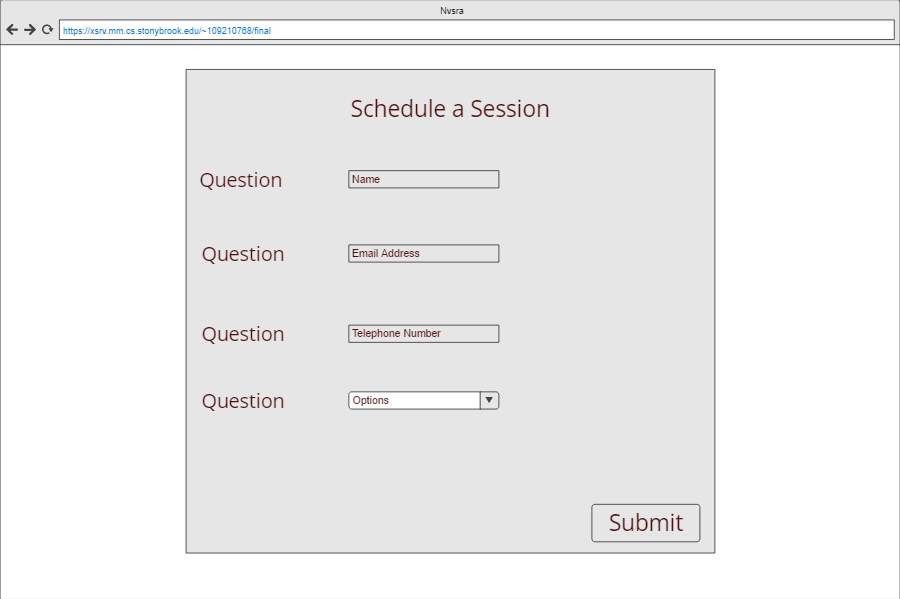 Nvsra
https://xsrv.mm.cs.stonybrook.edu/~109210768/final
Schedule a Session
Question
Name
Question
Email Address
Question
Telephone Number
Question
Options
Submit